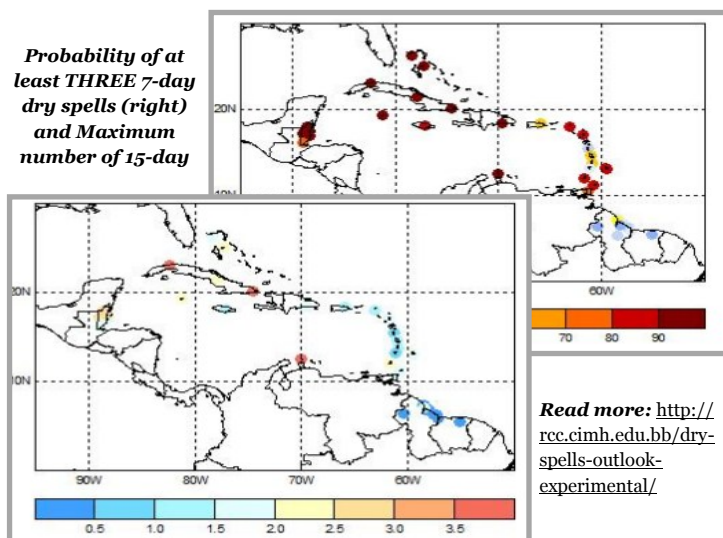 Probability of at
least THREE 7-day
dry spells (right)
and Maximum
number of 15-day
20N
10N
60W
70 80 90
20N
10N
90W 80W 70W 60W
0.5 1.0 1.5 2.0 2.5 3.0 3.5
Read more: http://
rcc.cimh.edu.bb/dry-
spells-outlook-
experimental/